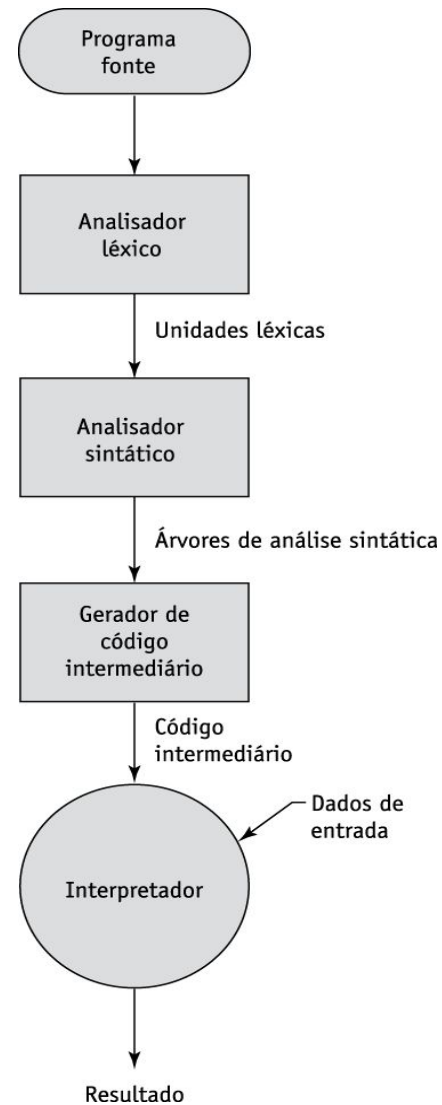 Programa
fonte
Analisador
léxico
Unidades léxicas
Analisador
sintático
Árvores de análise sintática
Gerador de
código
intermediário
Código
intermediário
Dados de
entrada
Interpretador
Resultado